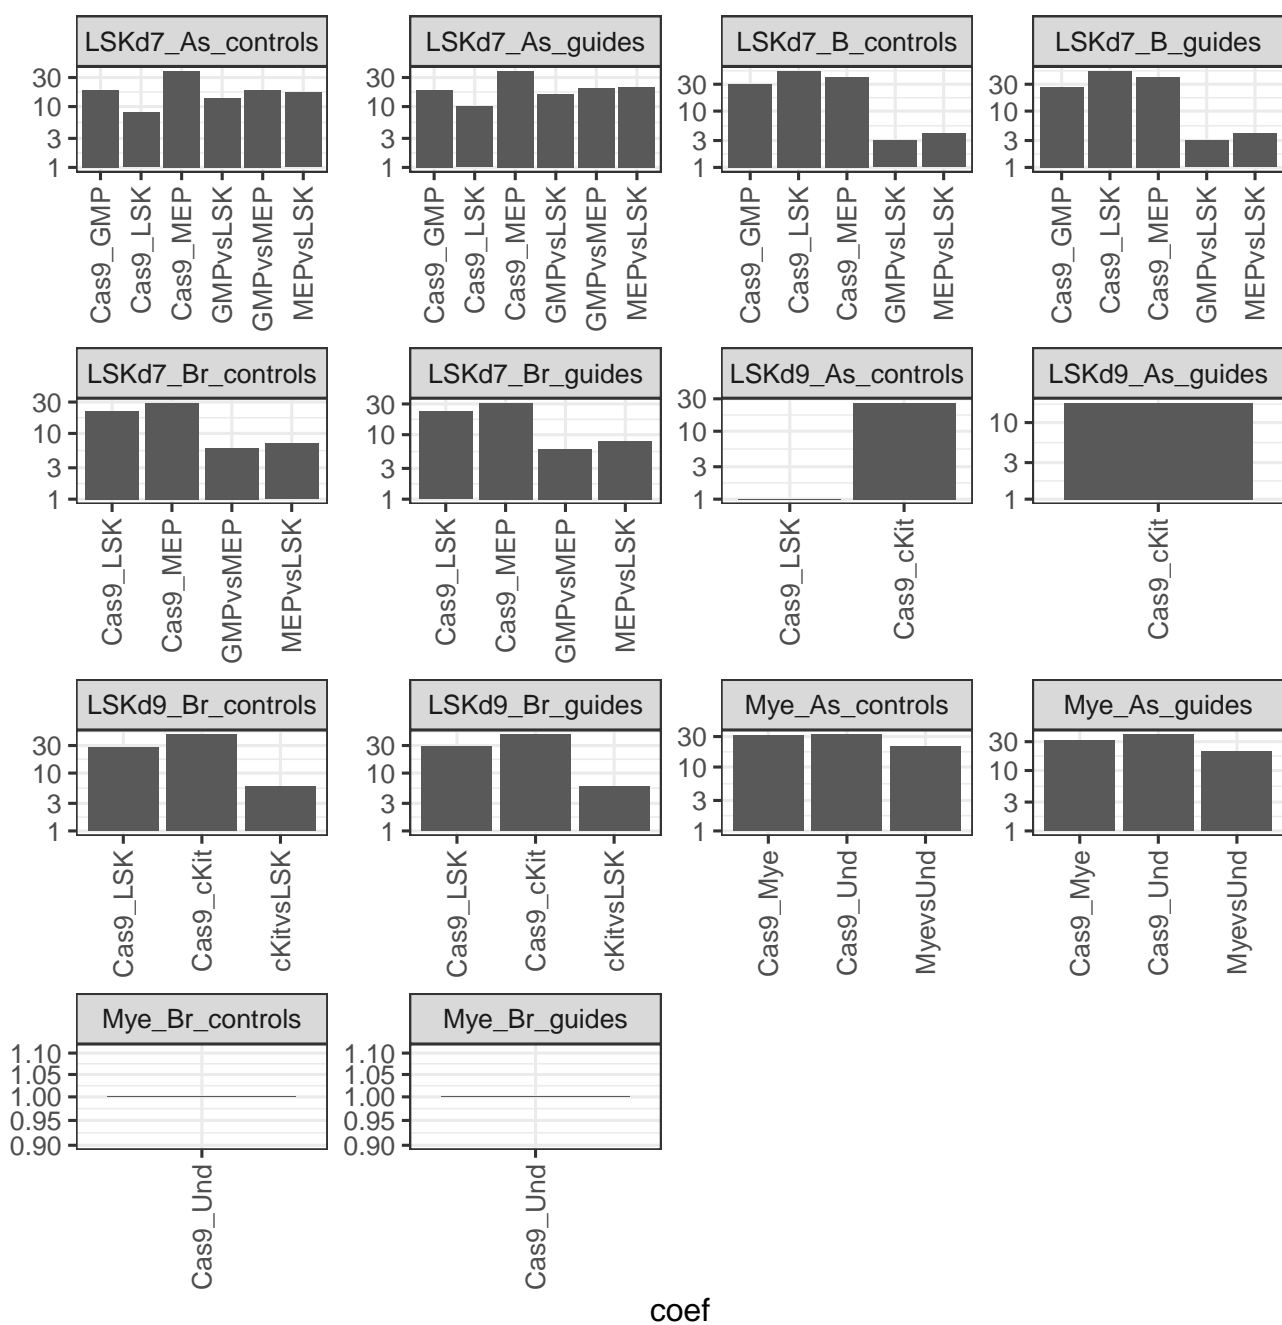 LSKd7_As_controls
LSKd7_As_guides
LSKd7_B_controls
LSKd7_B_guides
30
10
3
1
30
10
3
1
30
10
3
1
30
10
3
1
Cas9_GMP
Cas9_LSK
Cas9_MEP
GMPvsLSK
GMPvsMEP
MEPvsLSK
Cas9_GMP
Cas9_LSK
Cas9_MEP
GMPvsLSK
GMPvsMEP
MEPvsLSK
Cas9_GMP
Cas9_LSK
Cas9_MEP
GMPvsLSK
MEPvsLSK
Cas9_GMP
Cas9_LSK
Cas9_MEP
GMPvsLSK
MEPvsLSK
LSKd7_Br_controls
LSKd7_Br_guides
LSKd9_As_controls
LSKd9_As_guides
30
10
3
1
30
10
3
1
30
10
3
1
10
3
1
Cas9_LSK
Cas9_MEP
GMPvsMEP
MEPvsLSK
Cas9_LSK
Cas9_MEP
GMPvsMEP
MEPvsLSK
Cas9_LSK
Cas9_cKit
Cas9_cKit
LSKd9_Br_controls
LSKd9_Br_guides
Mye_As_controls
Mye_As_guides
30
10
3
1
30
10
3
1
30
10
3
1
30
10
3
1
Cas9_LSK
Cas9_cKit
cKitvsLSK
Cas9_LSK
Cas9_cKit
cKitvsLSK
Cas9_Mye
Cas9_Und
MyevsUnd
Cas9_Mye
Cas9_Und
MyevsUnd
Mye_Br_controls
Mye_Br_guides
1.10
1.05
1.00
0.95
0.90
1.10
1.05
1.00
0.95
0.90
Cas9_Und
Cas9_Und
coef